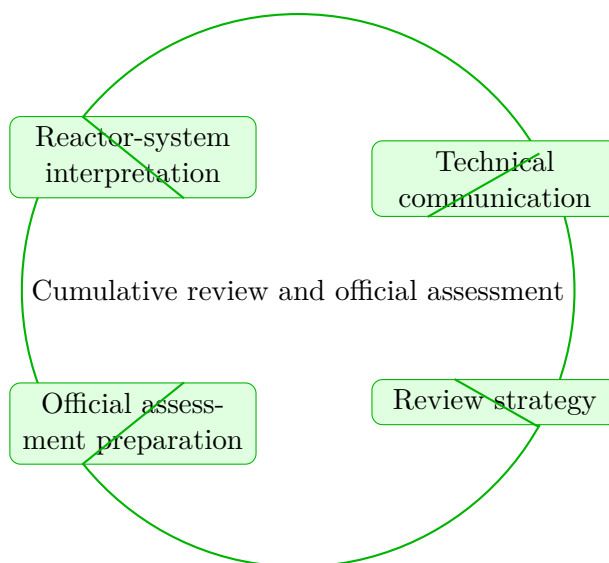 Reactor-system
interpretation
Technical
communication
Cumulative review and official assessment
Official assess-
ment preparation
Review strategy